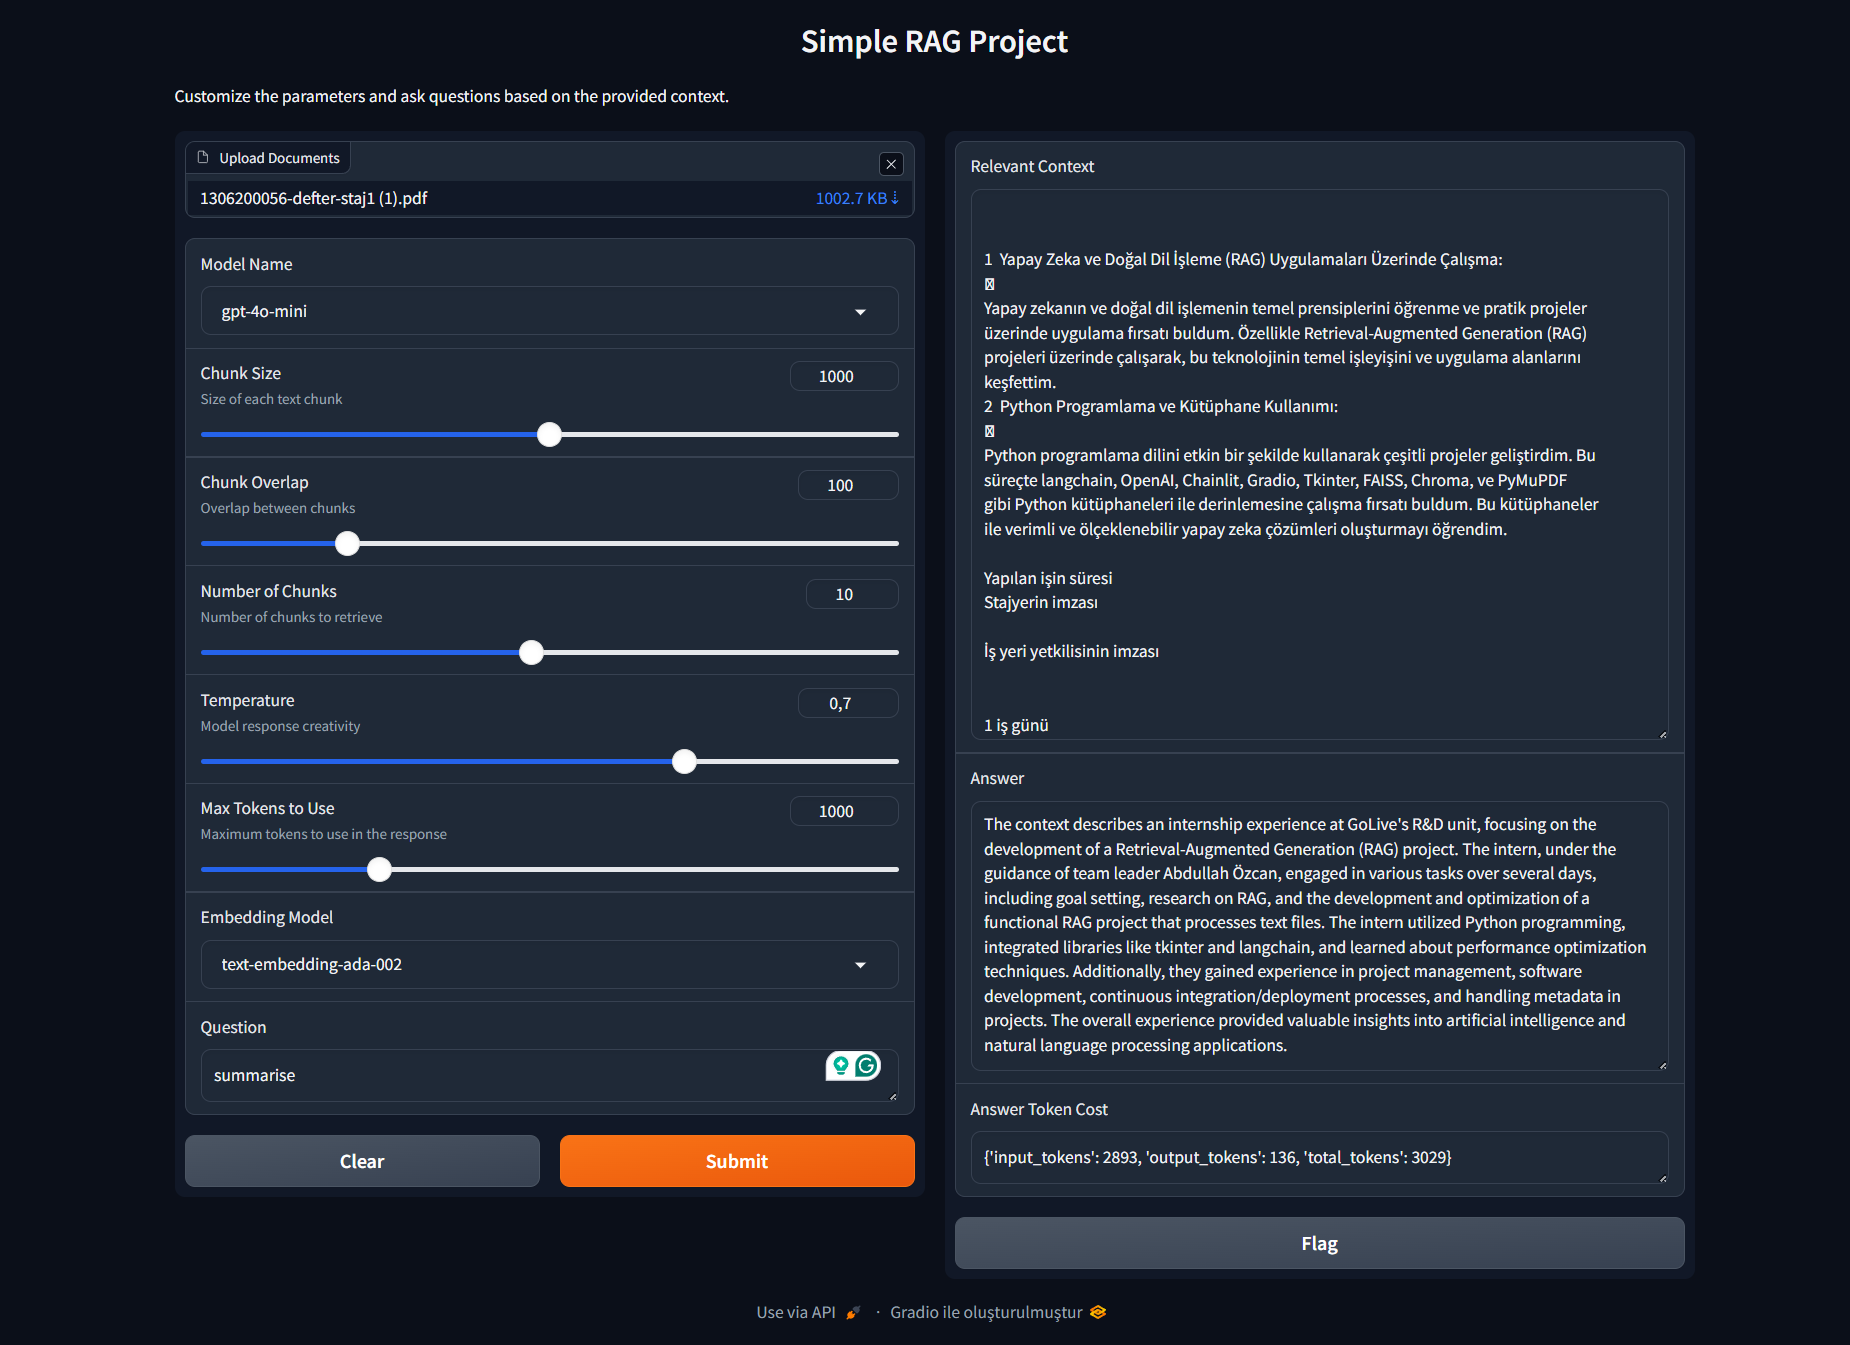 Simple RAG Project
Customize the parameters and ask questions based on the provided context.
Upload Documents
1306200056-defter-staj1 (1).pdf
1002.7 KB⇣
Model Name
gpt-4o-mini
Chunk Size
1000
Size of each text chunk
Chunk Overlap
100
Overlap between chunks
Number of Chunks
10
Number of chunks to retrieve
Temperature
0,7
Model response creativity
Max Tokens to Use
1000
Maximum tokens to use in the response
Embedding Model
text-embedding-ada-002
Question
summarise
Clear
Submit
Relevant Context
1 Yapay Zeka ve Doğal Dil İşleme (RAG) Uygulamaları Üzerinde Çalışma:
Yapay zekanın ve doğal dil işlemenin temel prensiplerini öğrenme ve pratik projeler
üzerinde uygulama fırsatı buldum. Özellikle Retrieval-Augmented Generation (RAG)
projeleri üzerinde çalışarak, bu teknolojinin temel işleyişini ve uygulama alanlarını
keşfettim.
2 Python Programlama ve Kütüphane Kullanımı:
Python programlama dilini etkin bir şekilde kullanarak çeşitli projeler geliştirdim. Bu
süreçte langchain, OpenAI, Chainlit, Gradio, Tkinter, FAISS, Chroma, ve PyMuPDF
gibi Python kütüphaneleri ile derinlemesine çalışma fırsatı buldum. Bu kütüphaneler
ile verimli ve ölçeklenebilir yapay zeka çözümleri oluşturmayı öğrendim.
Yapılan işin süresi
Stajyerin imzası
İş yeri yetkilisinin imzası
1 iş günü
Answer
The context describes an internship experience at GoLive's R&D unit, focusing on the
development of a Retrieval-Augmented Generation (RAG) project. The intern, under the
guidance of team leader Abdullah Özcan, engaged in various tasks over several days,
including goal setting, research on RAG, and the development and optimization of a
functional RAG project that processes text files. The intern utilized Python programming,
integrated libraries like tkinter and langchain, and learned about performance optimization
techniques. Additionally, they gained experience in project management, software
development, continuous integration/deployment processes, and handling metadata in
projects. The overall experience provided valuable insights into artificial intelligence and
natural language processing applications.
Answer Token Cost
{'input_tokens': 2893, 'output_tokens': 136, 'total_tokens': 3029}
Flag
Use via API · Gradio ile oluşturulmuştur